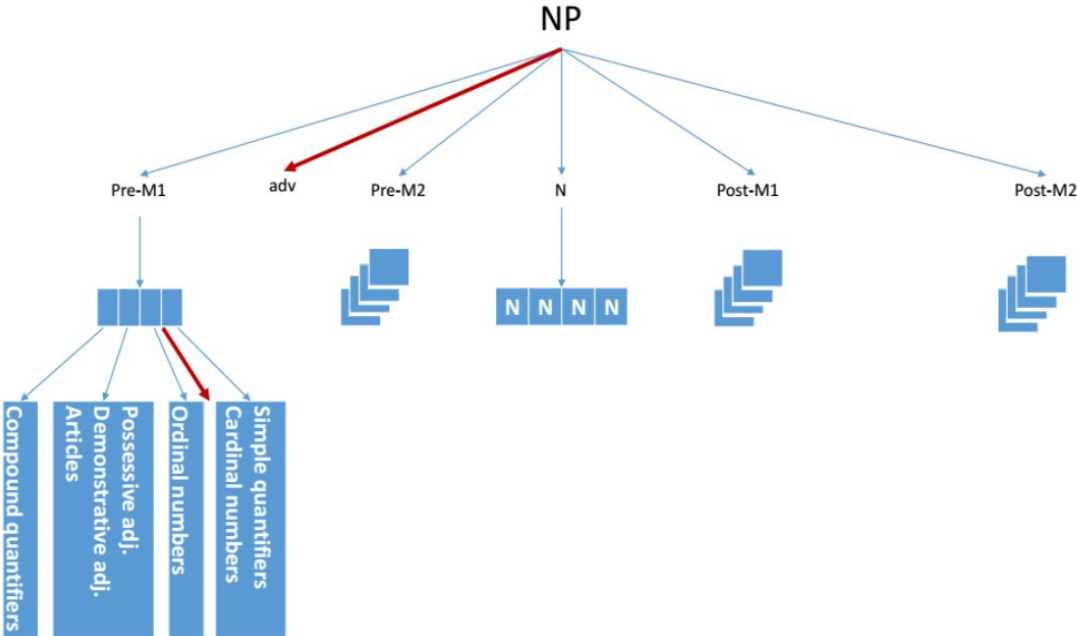 NP
Pre-M1
adv
Pre-M2
N
Post-M1
Post-M2
N N N N
Compound quantifiers
Possessive adj.
Demonstrative adj.
Articles
Ordinal numbers
Simple quantifiers
Cardinal numbers